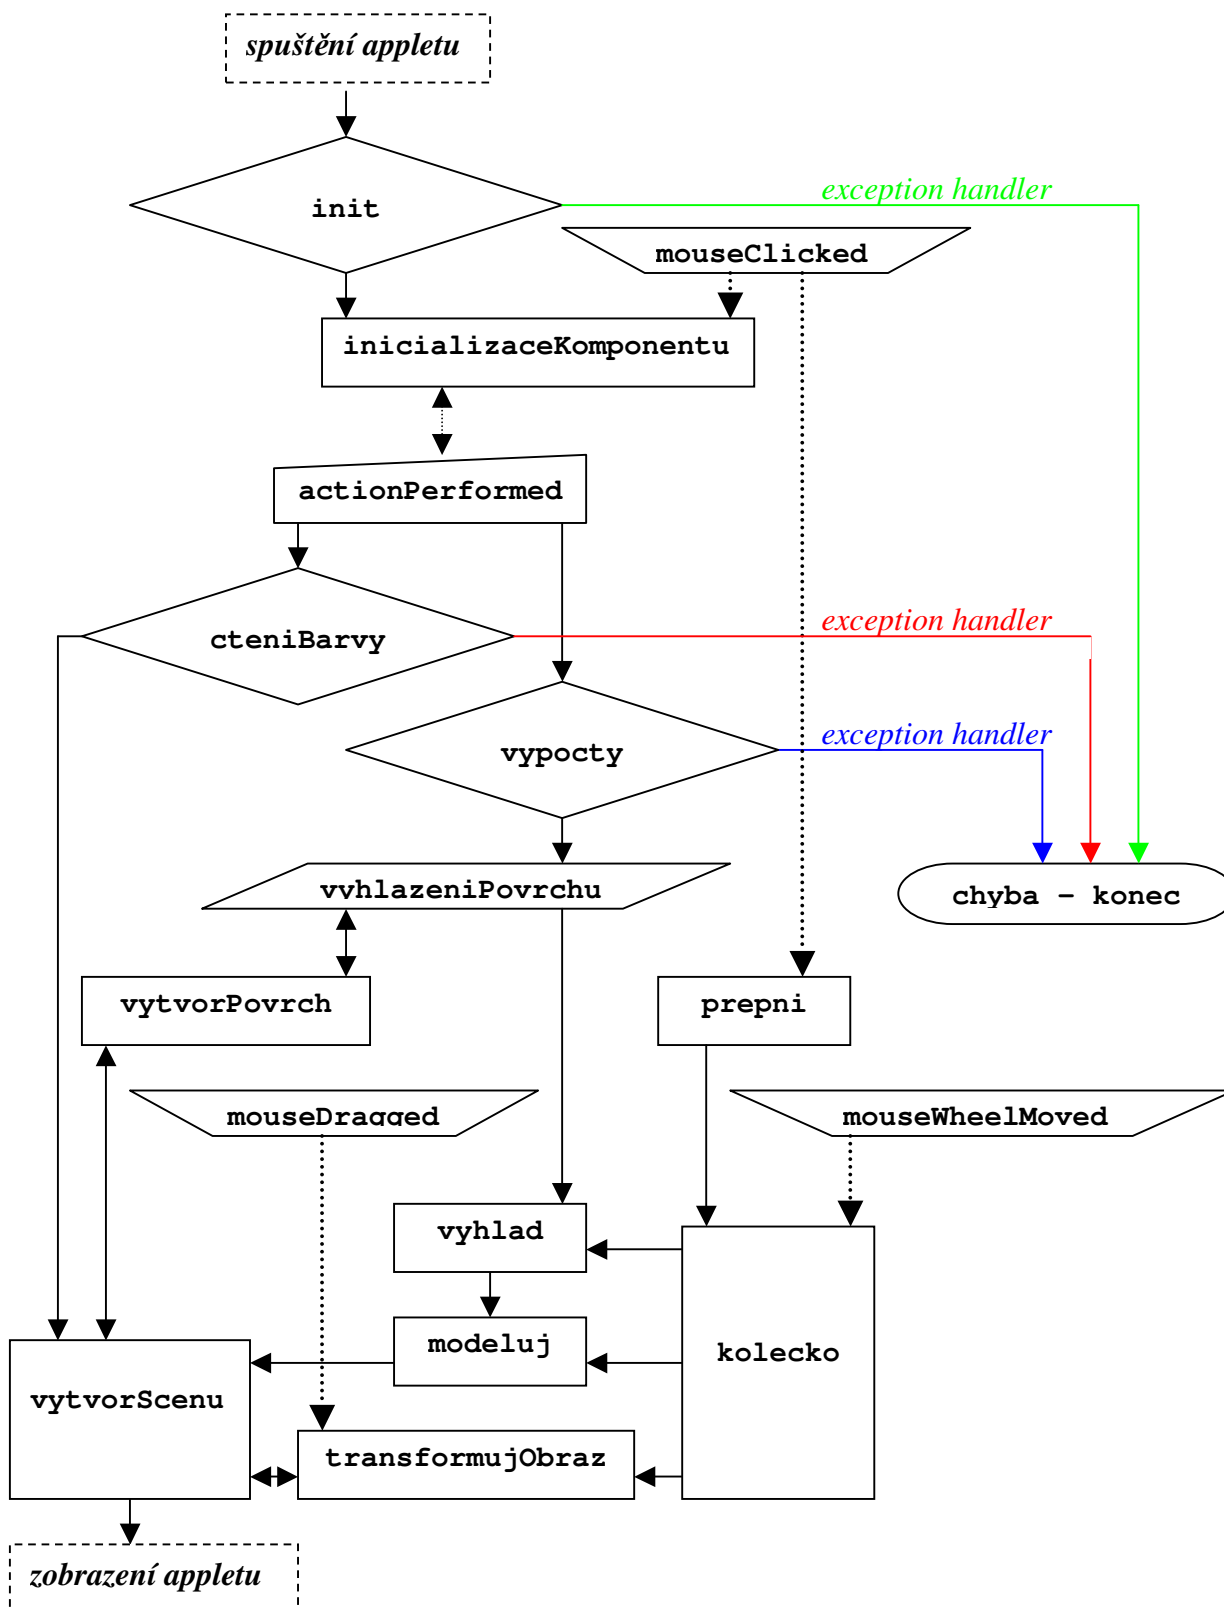 spuštění appletu
init
exception handler
mouseClicked
inicializaceKomponentu
actionPerformed
cteniBarvy
exception handler
vypocty
exception handler
vyhlazeniPovrchu
chyba – konec
vytvorPovrch
prepni
mouseDragged
mouseWheelMoved
vyhlad
modeluj
kolecko
vytvorScenu
transformujObraz
zobrazení appletu